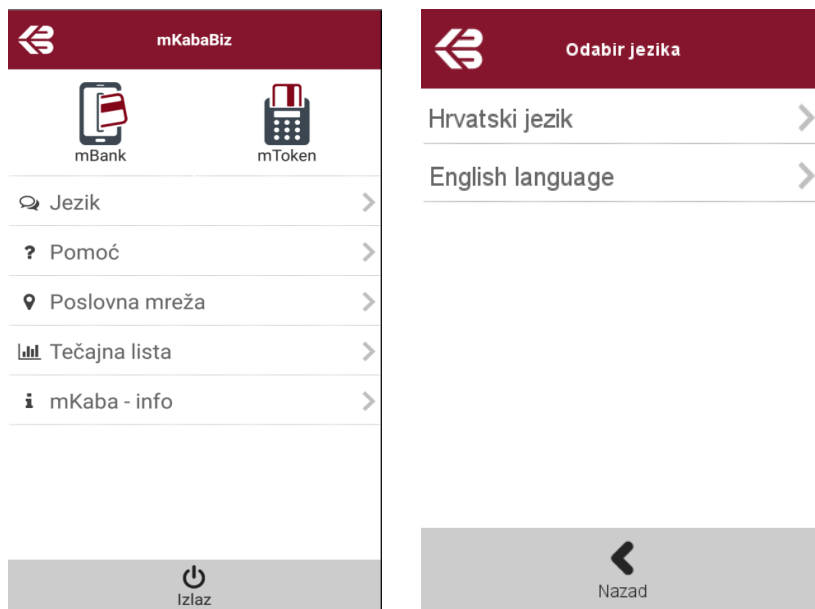 mKabaBiz
mBank
mToken
Jezik
Pomoć
Poslovna mreža
Tečajna lista
mKaba - info
Izlaz
Odabir jezika
Hrvatski jezik
English language
Nazad